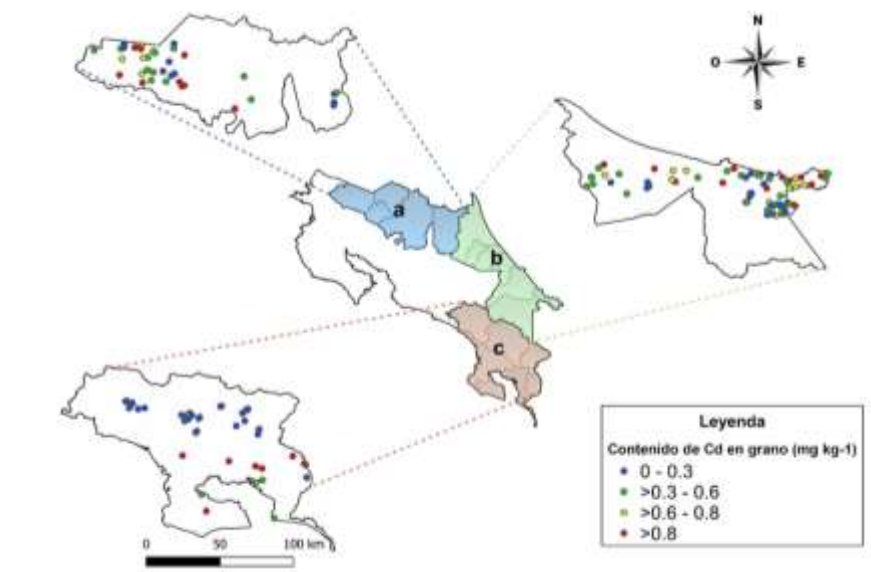 N
O E
S
a
b
c
Leyenda
Contenido de Cd en grano (mg kg-1)
0 - 0.3
>0.3 - 0.6
>0.6 - 0.8
>0.8
0 50 100 km